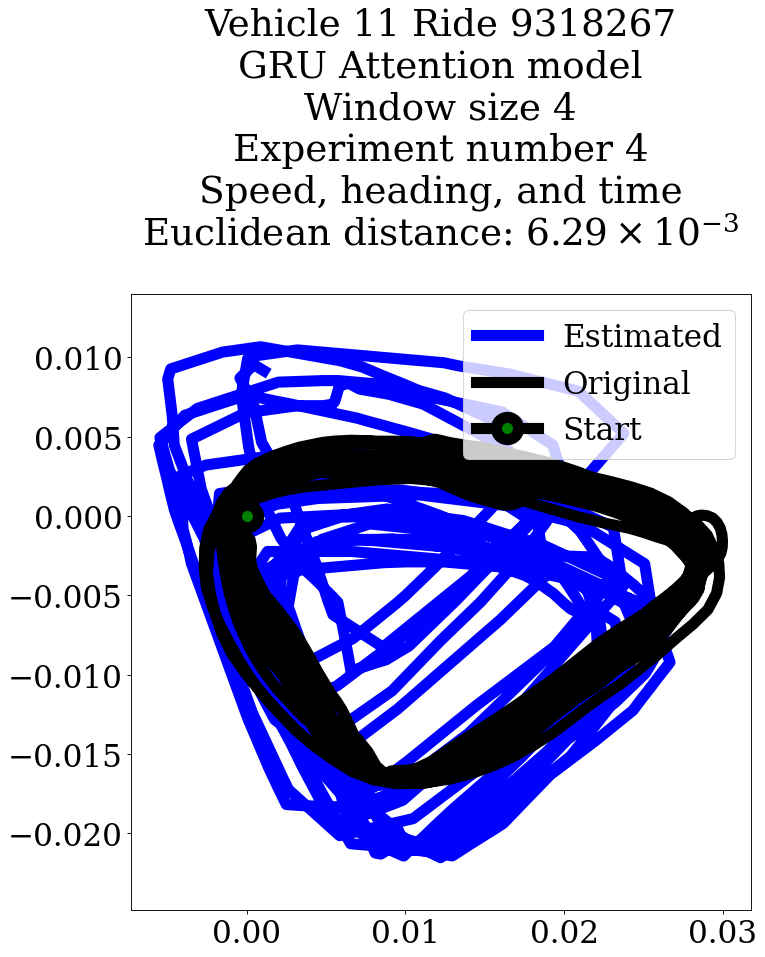 Vehicle 11 Ride 9318267
GRU Attention model
Window size 4
Experiment number 4
Speed, heading, and time
Euclidean distance: 6.29 × 10⁻³
Estimated
Original
Start
0.010
0.005
0.000
−0.005
−0.010
−0.015
−0.020
0.00 0.01 0.02 0.03